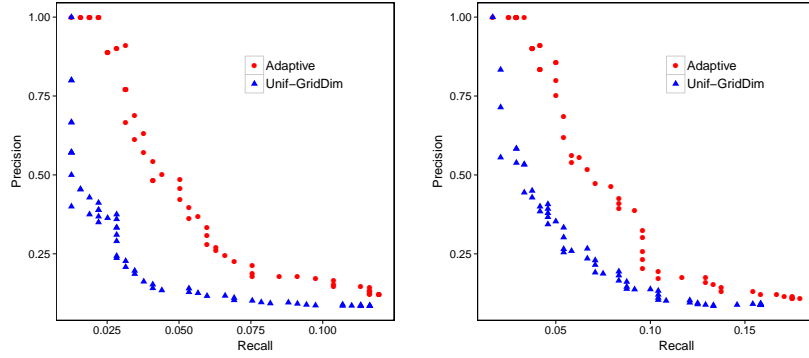 1.00
0.75
0.50
0.25
Precision
0.025
0.050
0.075
0.100
Recall
Adaptive
Unif−GridDim
1.00
0.75
0.50
0.25
Precision
0.05
0.10
0.15
Recall
Adaptive
Unif−GridDim